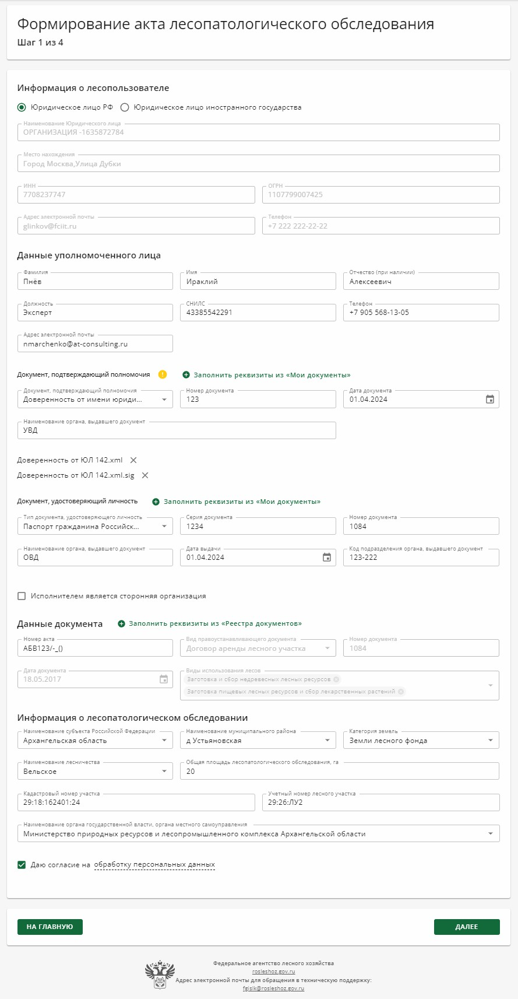 Формирование акта лесопатологического обследования
Шаг 1 из 4
Информация о лесопользователе
Юридическое лицо РФ Юридическое лицо иностранного государства
Наименование Юридического лица
ОРГАНИЗАЦИЯ -1635872784
Место нахождения
Город Москва,Улица Дубки
ИНН ОГРН
7708237747 1107799007425
Адрес электронной почты Телефон
glinkov@fciit.ru +7 222 222-22-22
Данные уполномоченного лица
Фамилия Имя Отчество (при наличии)
Пнёв Ираклий Алексеевич
Должность СНИЛС Телефон
Эксперт 43385542291 +7 905 568-13-05
Адрес электронной почты
nmarchenko@at-consulting.ru
Документ, подтверждающий полномочия ! Заполнить реквизиты из «Мои документы»
Документ, подтверждающий полномочия Номер документа Дата документа
Доверенность от имени юриди... 123 01.04.2024
Наименование органа, выдавшего документ
УВД
Доверенность от ЮЛ 142.xml
Доверенность от ЮЛ 142.xml.sig
Документ, удостоверяющий личность Заполнить реквизиты из «Мои документы»
Тип документа, удостоверяющего личность Серия документа Номер документа
Паспорт гражданина Российск... 1234 1084
Наименование органа, выдавшего документ Дата выдачи Код подразделения органа, выдавшего документ
ОВД 01.04.2024 123-222
Исполнителем является сторонняя организация
Данные документа Заполнить реквизиты из «Реестра документов»
Номер акта Вид правоустанавливающего документа Номер документа
АБВ123/-_() Договор аренды лесного участка 1084
Дата документа Виды использования лесов
18.05.2017 Заготовка и сбор недревесных лесных ресурсов
Заготовка пищевых лесных ресурсов и сбор лекарственных растений
Информация о лесопатологическом обследовании
Наименование субъекта Российской Федерации Наименование муниципального района Категория земель
Архангельская область д Устьяновская Земли лесного фонда
Наименование лесничества Общая площадь лесопатологического обследования, га
Вельское 20
Кадастровый номер участка Учетный номер лесного участка
29:18:162401:24 29:26:ЛУ2
Наименование органа государственной власти, органа местного самоуправления
Министерство природных ресурсов и лесопромышленного комплекса Архангельской области
Даю согласие на обработку персональных данных
НА ГЛАВНУЮ ДАЛЕЕ
Федеральное агентство лесного хозяйства
rosleshoz.gov.ru
Адрес электронной почты для обращения в техническую поддержку:
fgislk@rosleshoz.gov.ru